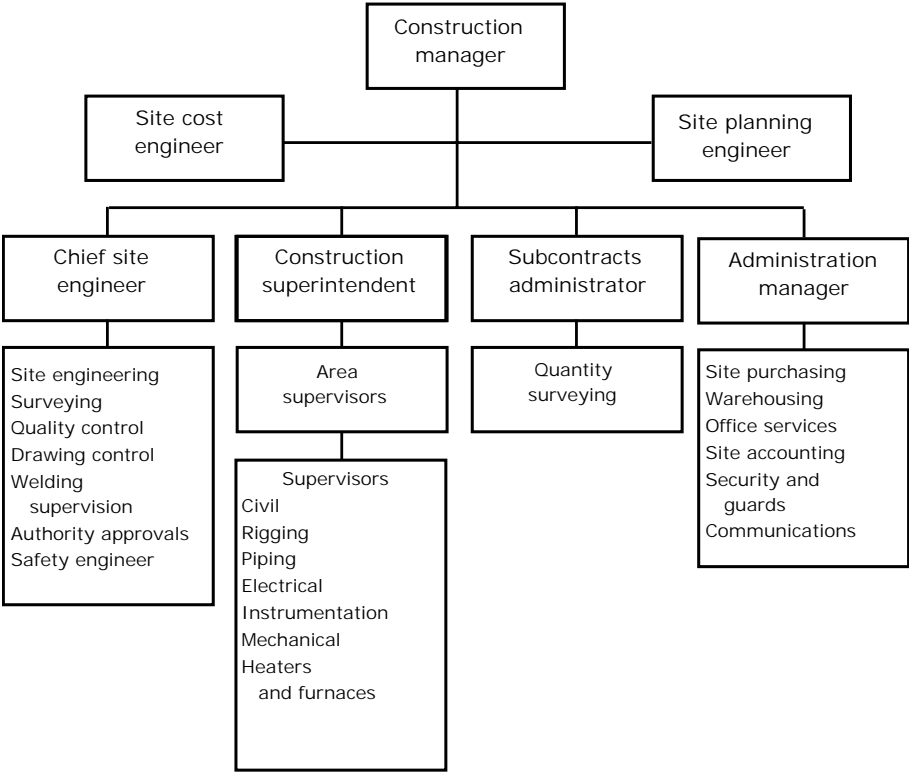 Construction
manager
Site cost
engineer
Site planning
engineer
Chief site
engineer
Construction
superintendent
Subcontracts
administrator
Administration
manager
Site engineering
Surveying
Quality control
Drawing control
Welding
supervision
Authority approvals
Safety engineer
Area
supervisors
Supervisors
Civil
Rigging
Piping
Electrical
Instrumentation
Mechanical
Heaters
and furnaces
Quantity
surveying
Site purchasing
Warehousing
Office services
Site accounting
Security and
guards
Communications